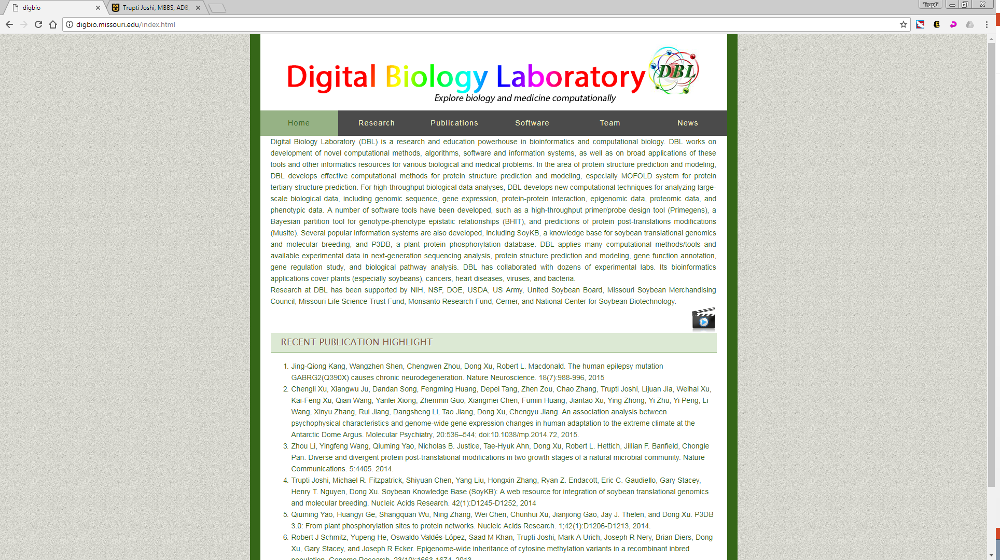 digbio
Trupti Joshi, MBBS, ADB,
Trupti
digbio.missouri.edu/index.html
Digital Biology Laboratory
DBL
Explore biology and medicine computationally
Home
Research
Publications
Software
Team
News
Digital Biology Laboratory (DBL) is a research and education powerhouse in bioinformatics and computational biology. DBL works on
development of novel computational methods, algorithms, software and information systems, as well as on broad applications of these
tools and other informatics resources for various biological and medical problems. In the area of protein structure prediction and modeling,
DBL develops effective computational methods for protein structure prediction and modeling, especially MOFOLD system for protein
tertiary structure prediction. For high-throughput biological data analyses, DBL develops new computational techniques for analyzing large-
scale biological data, including genomic sequence, gene expression, protein-protein interaction, epigenomic data, proteomic data, and
phenotypic data. A number of software tools have been developed, such as a high-throughput primer/probe design tool (Primegens), a
Bayesian partition tool for genotype-phenotype epistatic relationships (BHIT), and predictions of protein post-translations modifications
(Musite). Several popular information systems are also developed, including SoyKB, a knowledge base for soybean translational genomics
and molecular breeding, and P3DB, a plant protein phosphorylation database. DBL applies many computational methods/tools and
available experimental data in next-generation sequencing analysis, protein structure prediction and modeling, gene function annotation,
gene regulation study, and biological pathway analysis. DBL has collaborated with dozens of experimental labs. Its bioinformatics
applications cover plants (especially soybeans), cancers, heart diseases, viruses, and bacteria.
Research at DBL has been supported by NIH, NSF, DOE, USDA, US Army, United Soybean Board, Missouri Soybean Merchandising
Council, Missouri Life Science Trust Fund, Monsanto Research Fund, Cerner, and National Center for Soybean Biotechnology.
RECENT PUBLICATION HIGHLIGHT
1. Jing-Qiong Kang, Wangzhen Shen, Chengwen Zhou, Dong Xu, Robert L. Macdonald. The human epilepsy mutation
GABRG2(Q390X) causes chronic neurodegeneration. Nature Neuroscience. 18(7):988-996, 2015
2. Chengli Xu, Xiangwu Ju, Dandan Song, Fengming Huang, Depei Tang, Zhen Zou, Chao Zhang, Trupti Joshi, Lijuan Jia, Weihai Xu,
Kai-Feng Xu, Qian Wang, Yanlei Xiong, Zhenmin Guo, Xiangmei Chen, Fumin Huang, Jiantao Xu, Ying Zhong, Yi Zhu, Yi Peng, Li
Wang, Xinyu Zhang, Rui Jiang, Dangsheng Li, Tao Jiang, Dong Xu, Chengyu Jiang. An association analysis between
psychophysical characteristics and genome-wide gene expression changes in human adaptation to the extreme climate at the
Antarctic Dome Argus. Molecular Psychiatry, 20:536–544; doi:10.1038/mp.2014.72, 2015.
3. Zhou Li, Yingfeng Wang, Qiuming Yao, Nicholas B. Justice, Tae-Hyuk Ahn, Dong Xu, Robert L. Hettich, Jillian F. Banfield, Chongle
Pan. Diverse and divergent protein post-translational modifications in two growth stages of a natural microbial community. Nature
Communications. 5:4405. 2014.
4. Trupti Joshi, Michael R. Fitzpatrick, Shiyuan Chen, Yang Liu, Hongxin Zhang, Ryan Z. Endacott, Eric C. Gaudiello, Gary Stacey,
Henry T. Nguyen, Dong Xu. Soybean Knowledge Base (SoyKB): A web resource for integration of soybean translational genomics
and molecular breeding. Nucleic Acids Research. 42(1):D1245-D1252, 2014
5. Qiuming Yao, Huangyi Ge, Shangquan Wu, Ning Zhang, Wei Chen, Chunhui Xu, Jianjiong Gao, Jay J. Thelen, and Dong Xu. P3DB
3.0: From plant phosphorylation sites to protein networks. Nucleic Acids Research. 1;42(1):D1206-D1213, 2014.
6. Robert J Schmitz, Yupeng He, Oswaldo Valdés-López, Saad M Khan, Trupti Joshi, Mark A Urich, Joseph R Nery, Brian Diers, Dong
Xu, Gary Stacey, and Joseph R Ecker. Epigenome-wide inheritance of cytosine methylation variants in a recombinant inbred
population. Genome Research. 23(10):1663-1674, 2013